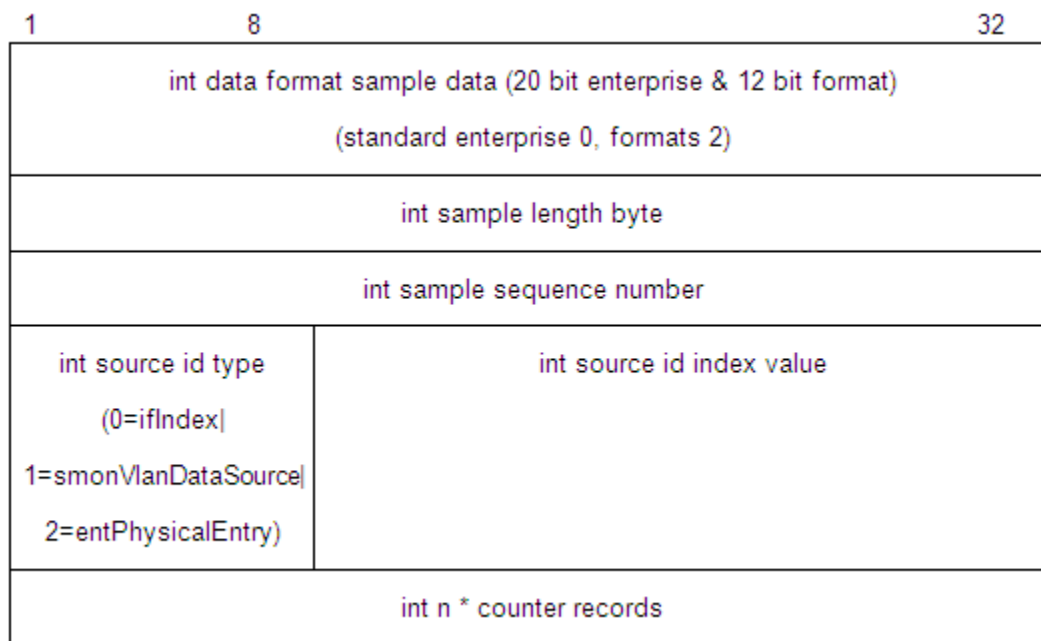 1 8 32
int data format sample data (20 bit enterprise & 12 bit format)
(standard enterprise 0, formats 2)
int sample length byte
int sample sequence number
int source id type
(0=ifIndex|
1=smonVlanDataSource|
2=entPhysicalEntry)
int source id index value
int n * counter records